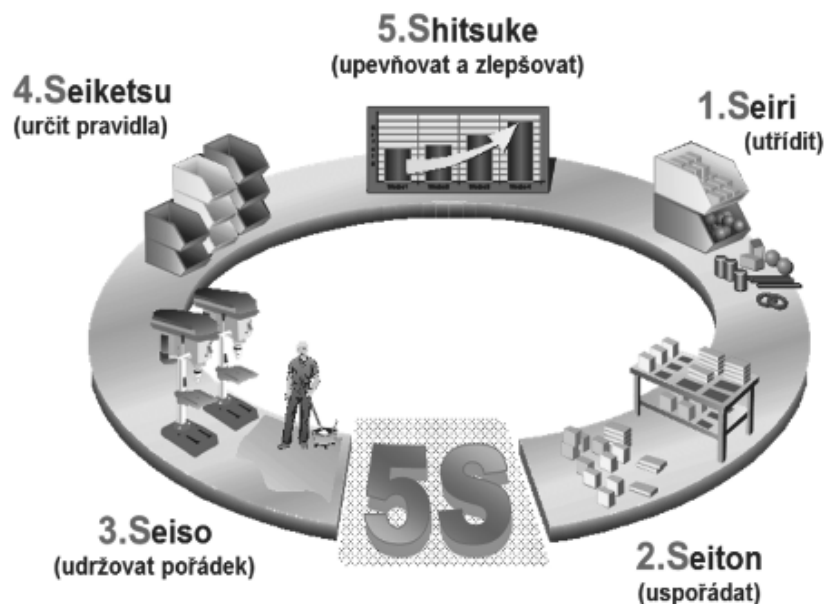 5.Shitsuke
(upevňovat a zlepšovat)
4.Seiketsu
(určit pravidla)
1.Seiri
(utřídit)
3.Seiso
(udržovat pořádek)
5S
2.Seiton
(uspořádat)